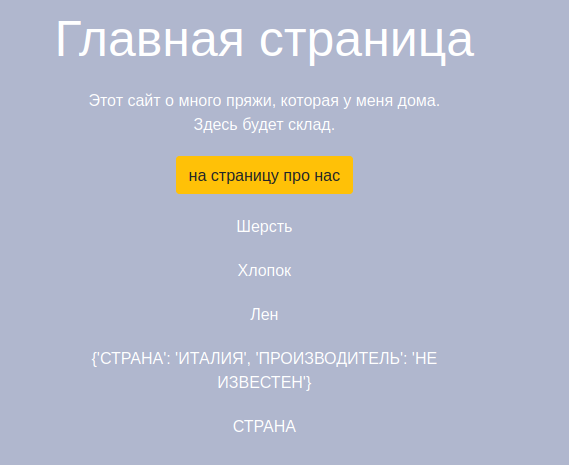 Главная страница
Этот сайт о много пряжи, которая у меня дома.
Здесь будет склад.
на страницу про нас
Шерсть
Хлопок
Лен
{'СТРАНА': 'ИТАЛИЯ', 'ПРОИЗВОДИТЕЛЬ': 'НЕ
ИЗВЕСТЕН'}
СТРАНА